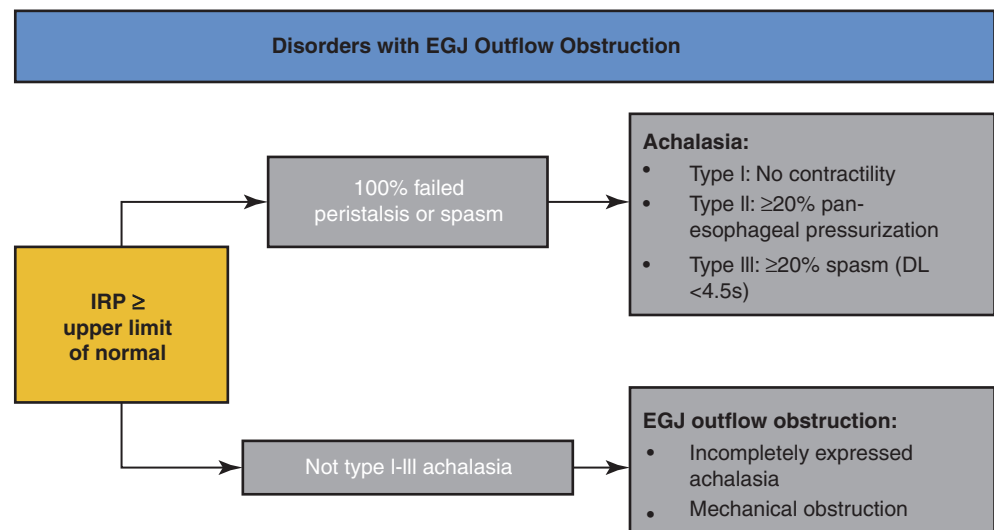 Disorders with EGJ Outflow Obstruction
IRP ≥
upper limit
of normal
100% failed
peristalsis or spasm
Achalasia:
• Type I: No contractility
• Type II: ≥20% pan-
esophageal pressurization
• Type III: ≥20% spasm (DL
<4.5s)
Not type I-III achalasia
EGJ outflow obstruction:
• Incompletely expressed
achalasia
• Mechanical obstruction